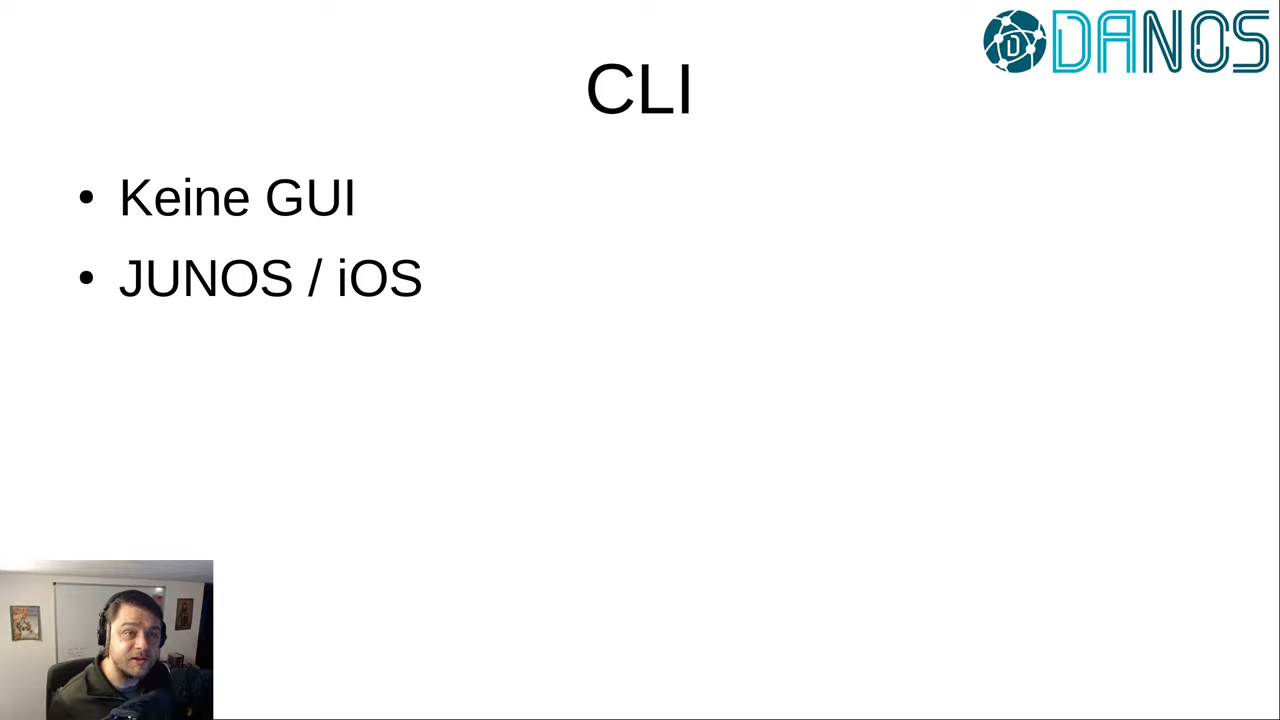 DANOS
CLI
• Keine GUI
• JUNOS / iOS